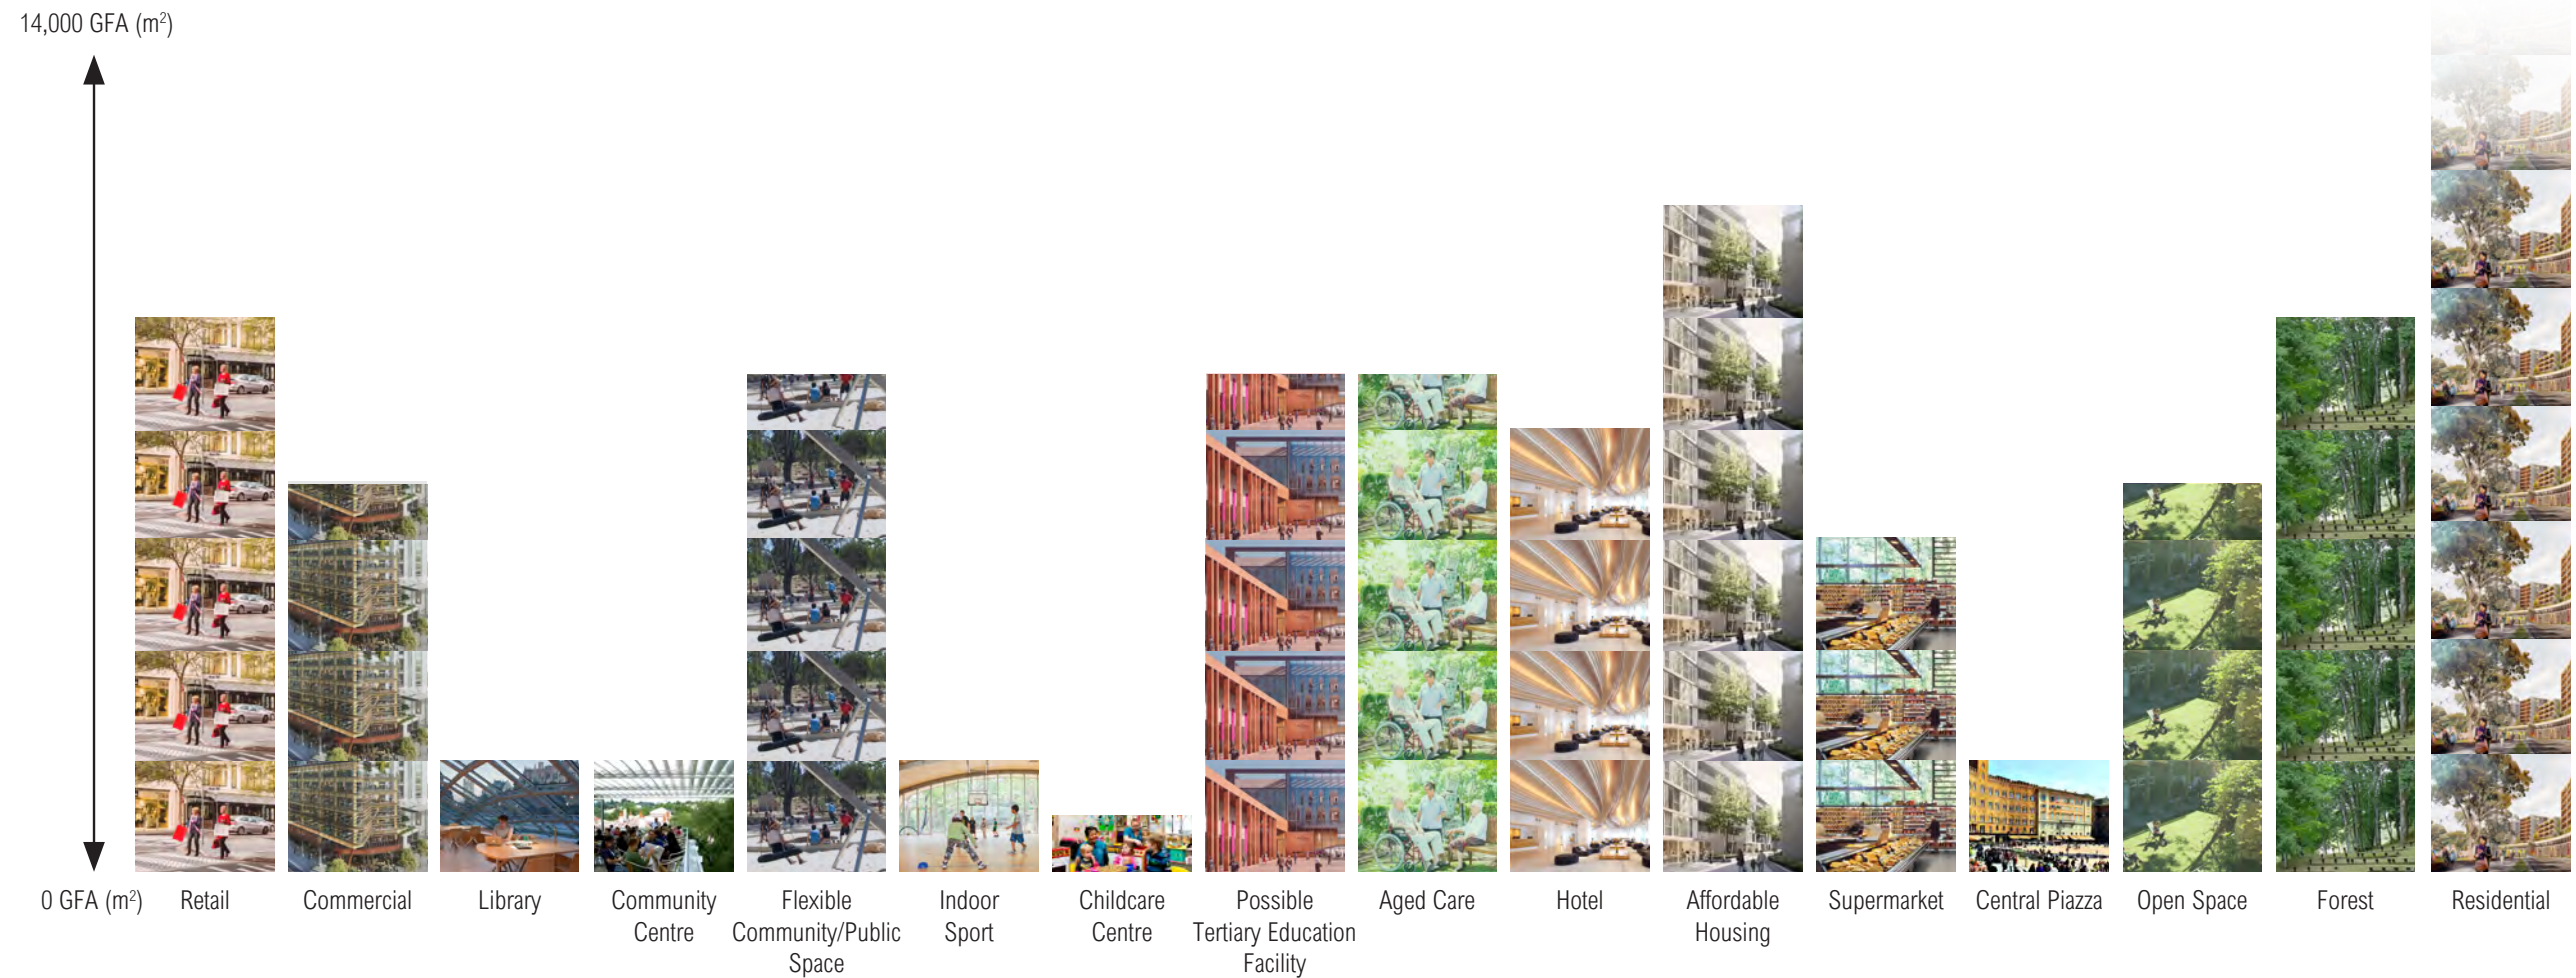 14,000 GFA (m²)
0 GFA (m²)
Retail
Commercial
Library
Community
Centre
Flexible
Community/Public
Space
Indoor
Sport
Childcare
Centre
Possible
Tertiary Education
Facility
Aged Care
Hotel
Affordable
Housing
Supermarket
Central Piazza
Open Space
Forest
Residential